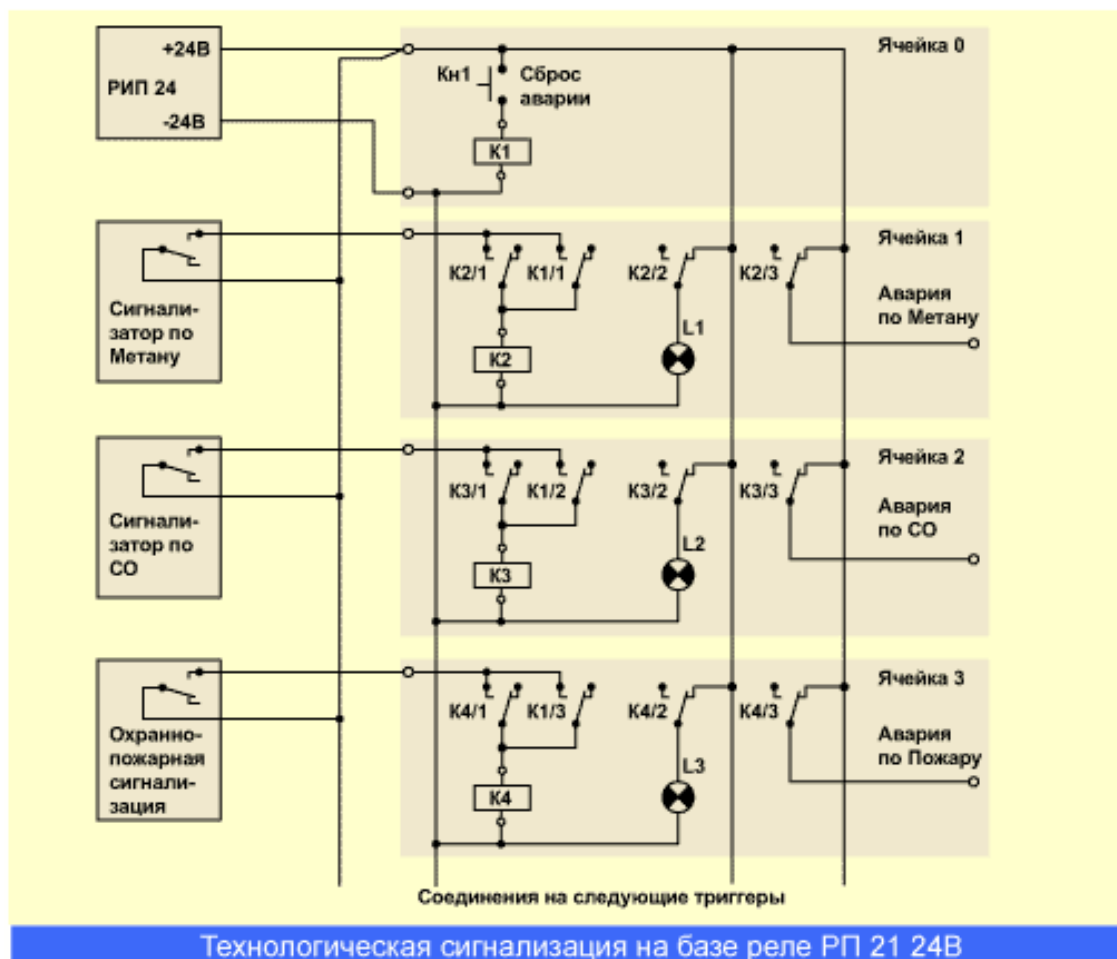 +24В
РИП 24
-24В
Ячейка 0
Кн1
Сброс
аварии
К1
Сигнали-
затор по
Метану
К2/1
К1/1
К2/2
К2/3
Ячейка 1
Авария
по Метану
L1
К2
Сигнали-
затор по
СО
К3/1
К1/2
К3/2
К3/3
Ячейка 2
Авария
по СО
L2
К3
Охранно-
пожарная
сигнали-
зация
К4/1
К1/3
К4/2
К4/3
Ячейка 3
Авария
по Пожару
L3
К4
Соединения на следующие триггеры
Технологическая сигнализация на базе реле РП 21 24В